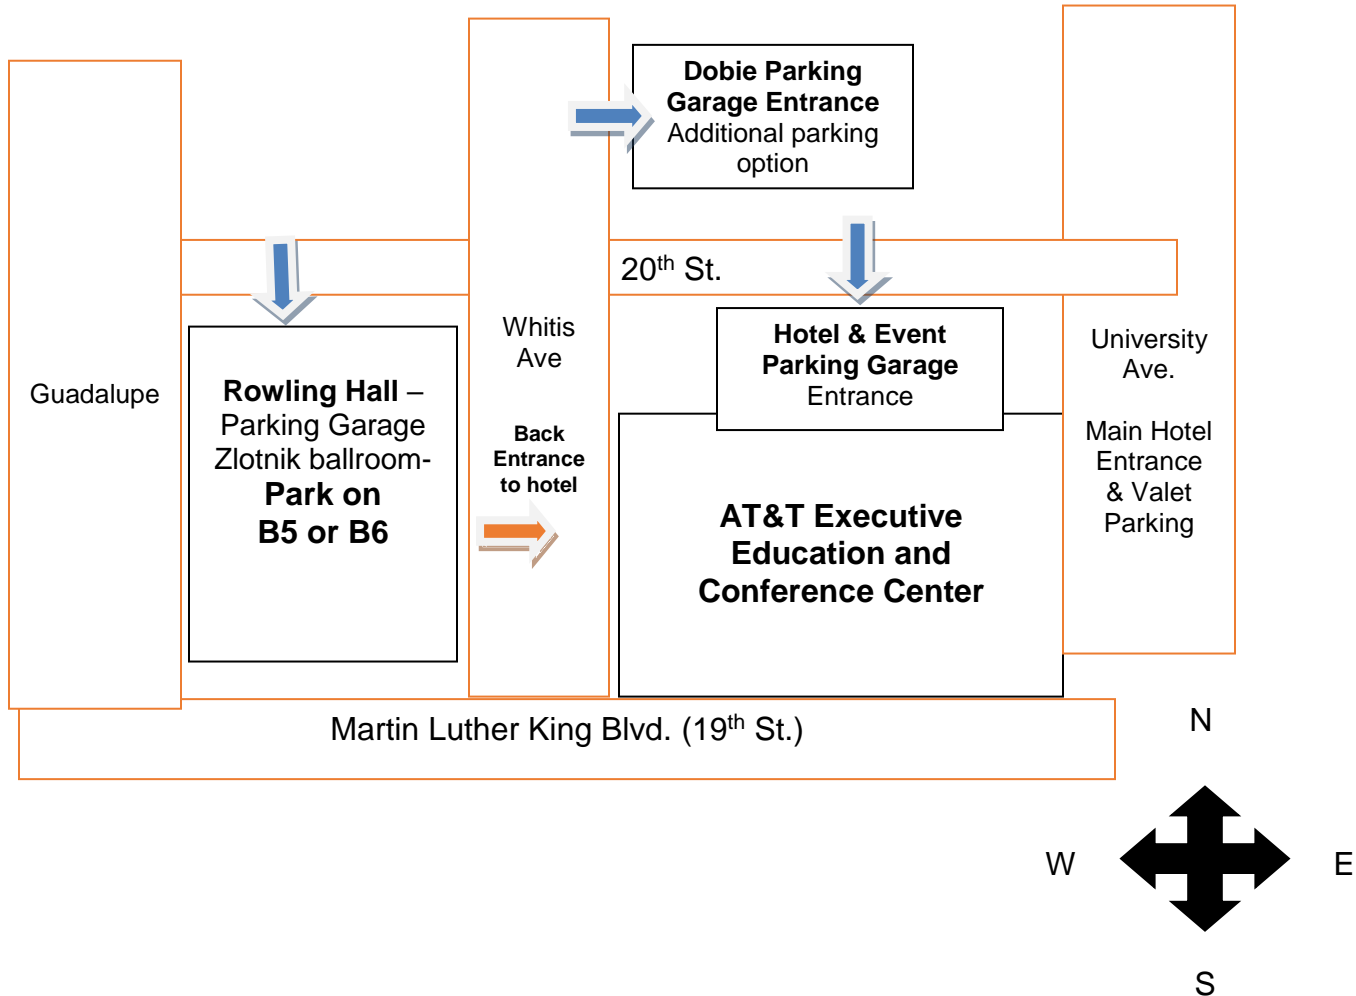 Dobie Parking
Garage Entrance
Additional parking
option
20th St.
Guadalupe
Rowling Hall –
Parking Garage
Zlotnik ballroom-
Park on
B5 or B6
Whitis
Ave
Back
Entrance
to hotel
Hotel & Event
Parking Garage
Entrance
AT&T Executive
Education and
Conference Center
University
Ave.
Main Hotel
Entrance
& Valet
Parking
Martin Luther King Blvd. (19th St.)
N
W
E
S